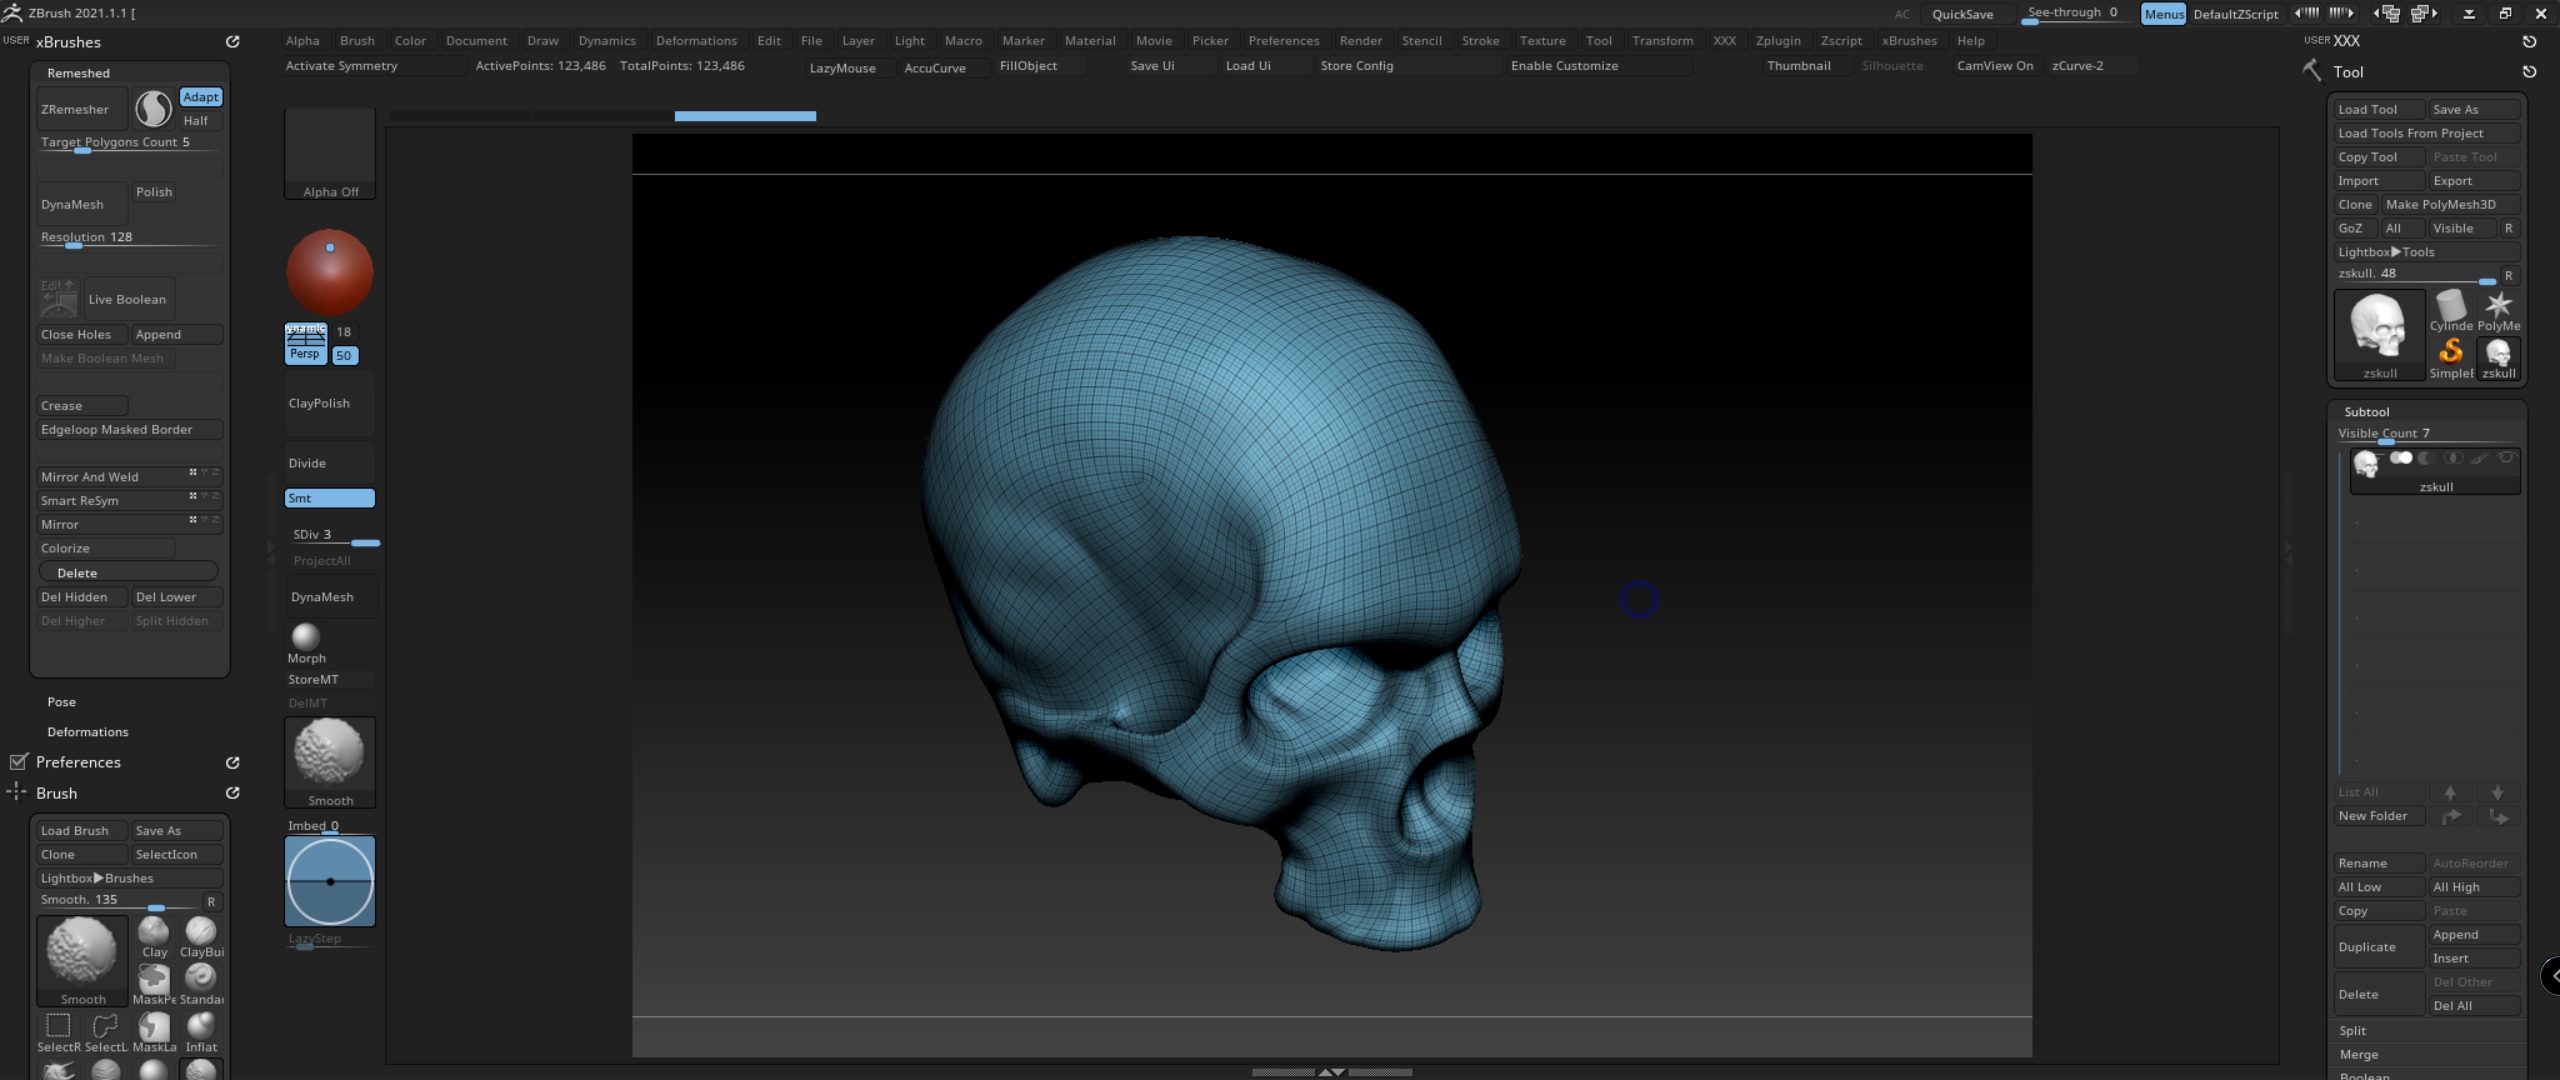 ZBrush 2021.1.1 [
AC QuickSave See-through 0 Menus DefaultZScript
USER xBrushes
Alpha Brush Color Document Draw Dynamics Deformations Edit File Layer Light Macro Marker Material Movie Picker Preferences Render Stencil Stroke Texture Tool Transform XXX Zplugin Zscript xBrushes Help
USER XXX
Activate Symmetry ActivePoints: 123,486 TotalPoints: 123,486 LazyMouse AccuCurve FillObject Save Ui Load Ui Store Config Enable Customize Thumbnail Silhouette CamView On zCurve-2
Remeshed
ZRemesher Adapt
Half
Target Polygons Count 5
DynaMesh Polish
Resolution 128
Edit Live Boolean
Close Holes Append
Make Boolean Mesh
Crease
Edgeloop Masked Border
Mirror And Weld
Smart ReSym
Mirror
Colorize
Delete
Del Hidden Del Lower
Del Higher Split Hidden
Pose
Deformations
Preferences
Brush
Load Brush Save As
Clone SelectIcon
Lightbox▶Brushes
Smooth. 135 R
Clay ClayBui
Smooth MaskPe Standar
SelectR SelectL MaskLa Inflat
Alpha Off
ynamic 18
Persp 50
ClayPolish
Divide
Smt
SDiv 3
ProjectAll
DynaMesh
Morph
StoreMT
DelMT
Smooth
Imbed 0
LazyStep
Tool
Load Tool Save As
Load Tools From Project
Copy Tool Paste Tool
Import Export
Clone Make PolyMesh3D
GoZ All Visible R
Lightbox▶Tools
zskull. 48 R
Cylinde PolyMe
zskull SimpleE zskull
Subtool
Visible Count 7
zskull
List All
New Folder
Rename AutoReorder
All Low All High
Copy Paste
Duplicate Append
Insert
Delete Del Other
Del All
Split
Merge
Boolean